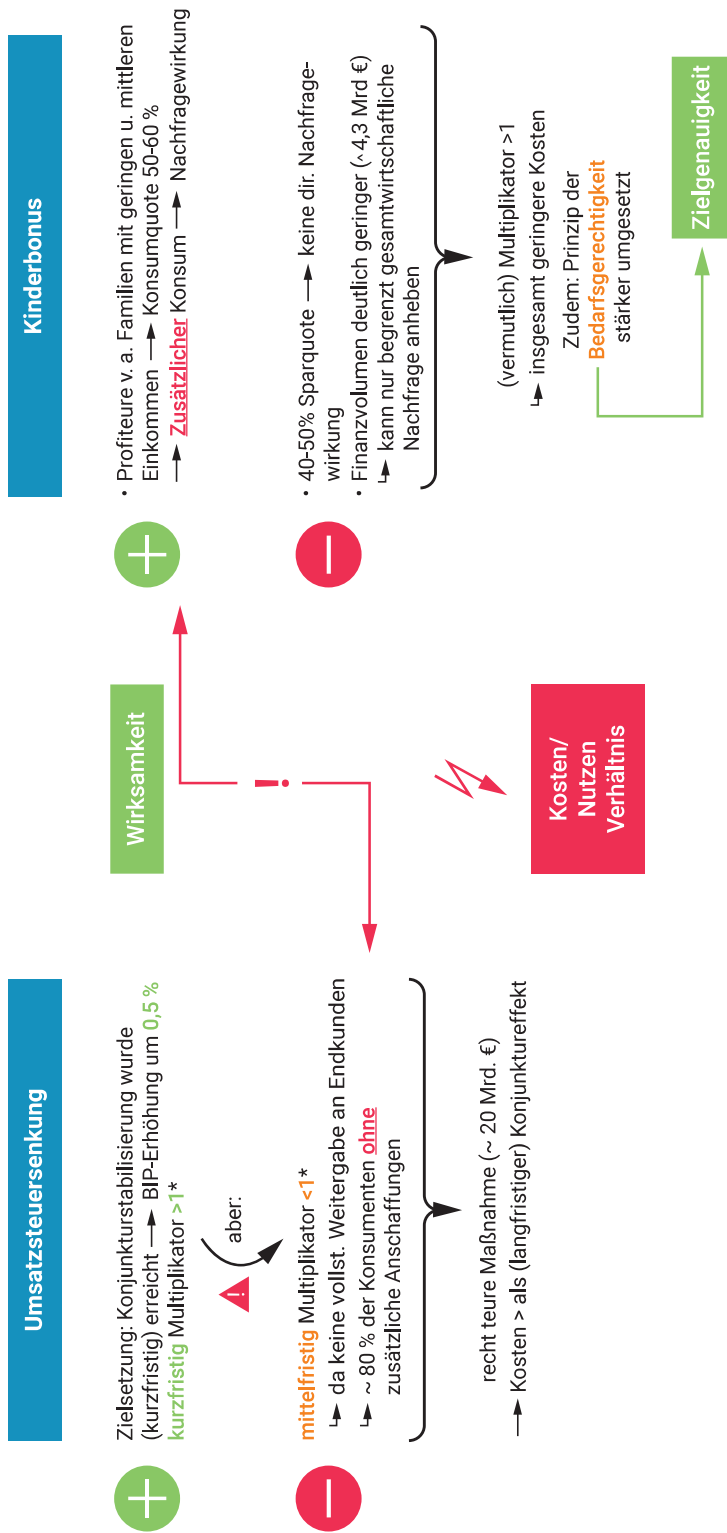 Umsatzsteuersenkung
Zielsetzung: Konjunkturstabilisierung wurde
(kurzfristig) erreicht → BIP-Erhöhung um 0,5 %
kurzfristig Multiplikator >1*
aber:
!
mittelfristig Multiplikator <1*
↳ da keine vollst. Weitergabe an Endkunden
↳ ~ 80 % der Konsumenten ohne
zusätzliche Anschaffungen
recht teure Maßnahme (~ 20 Mrd. €)
→ Kosten > als (langfristiger) Konjunktureffekt
Wirksamkeit
!
Kosten/
Nutzen
Verhältnis
Kinderbonus
• Profiteure v. a. Familien mit geringen u. mittleren
Einkommen → Konsumquote 50-60 %
→ Zusätzlicher Konsum → Nachfragewirkung
• 40-50% Sparquote → keine dir. Nachfrage-
wirkung
• Finanzvolumen deutlich geringer (^ 4,3 Mrd €)
↳ kann nur begrenzt gesamtwirtschaftliche
Nachfrage anheben
(vermutlich) Multiplikator >1
↳ insgesamt geringere Kosten
Zudem: Prinzip der
Bedarfsgerechtigkeit
stärker umgesetzt
Zielgenauigkeit